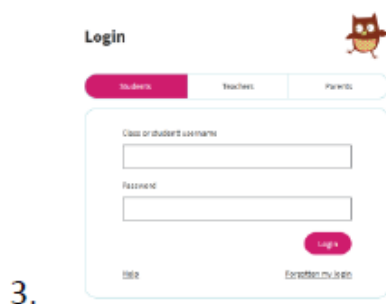 Login
Students Teachers Parents
Class or student username
Password
Login
Help Forgotten my login
3.